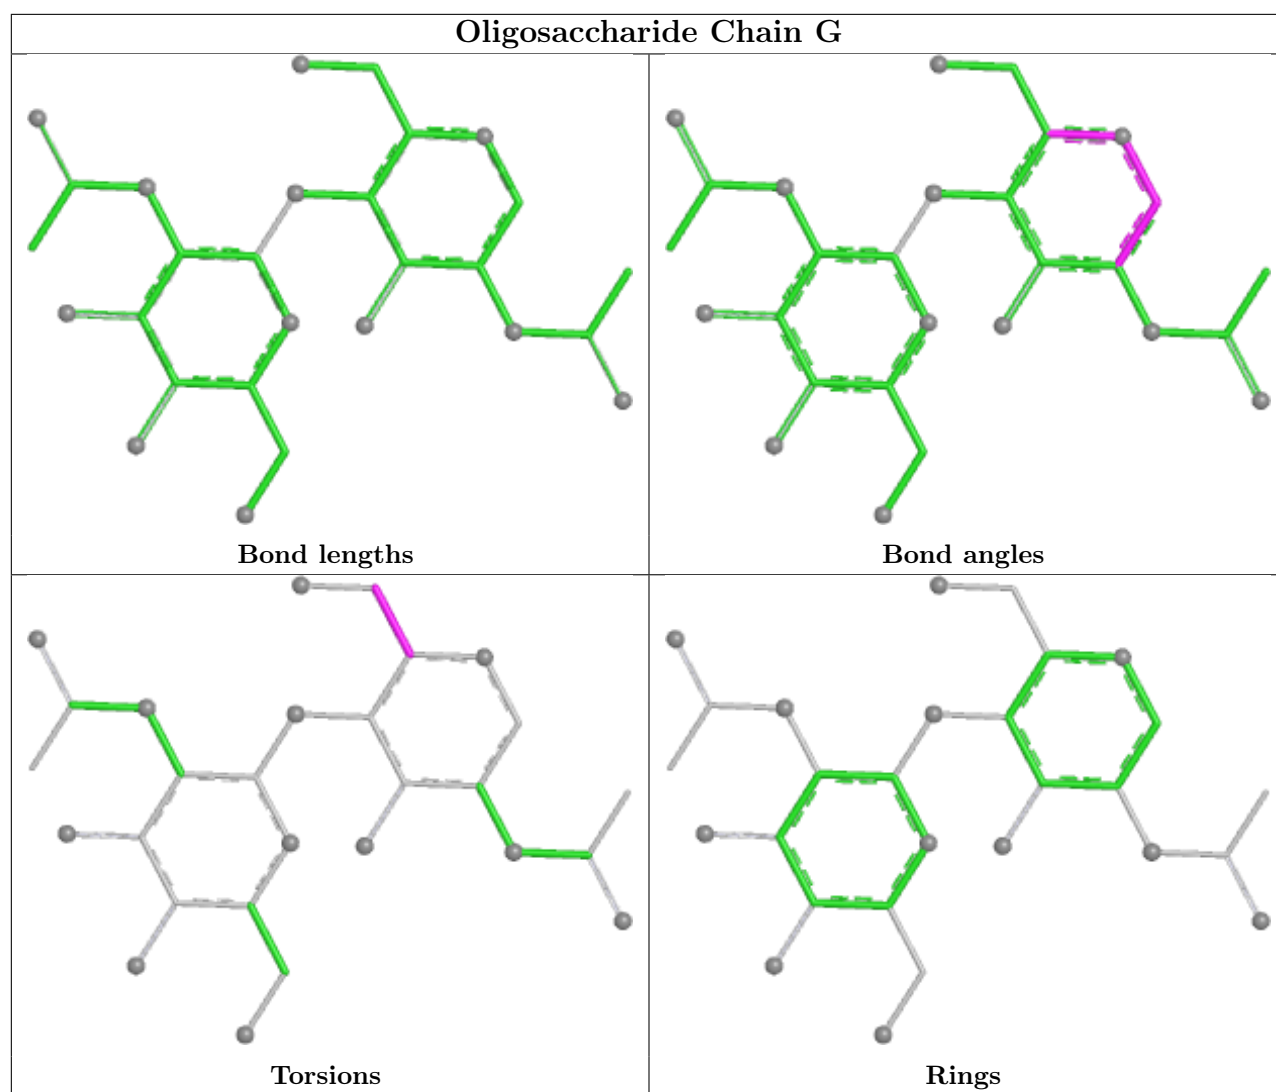 Oligosaccharide Chain G
Bond lengths
Bond angles
Torsions
Rings